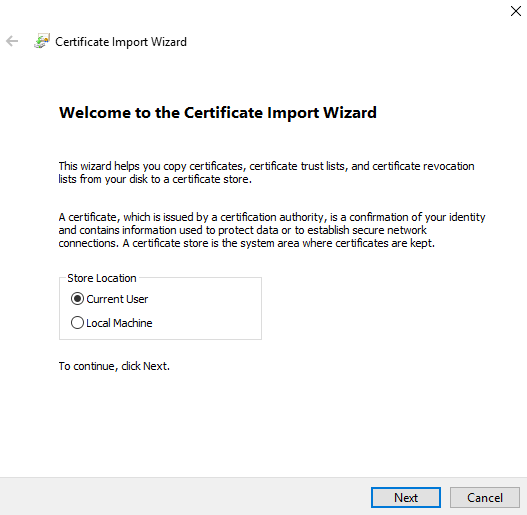 Certificate Import Wizard
Welcome to the Certificate Import Wizard
This wizard helps you copy certificates, certificate trust lists, and certificate revocation
lists from your disk to a certificate store.
A certificate, which is issued by a certification authority, is a confirmation of your identity
and contains information used to protect data or to establish secure network
connections. A certificate store is the system area where certificates are kept.
Store Location
Current User
Local Machine
To continue, click Next.
Next
Cancel